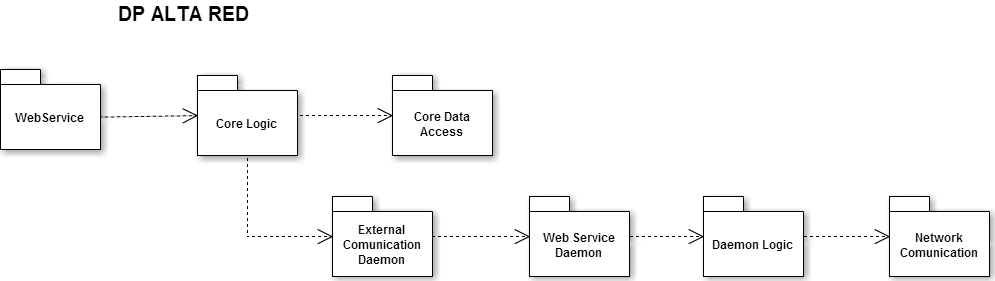 DP ALTA RED
WebService
Core Logic
Core Data
Access
External
Comunication
Daemon
Web Service
Daemon
Daemon Logic
Network
Comunication